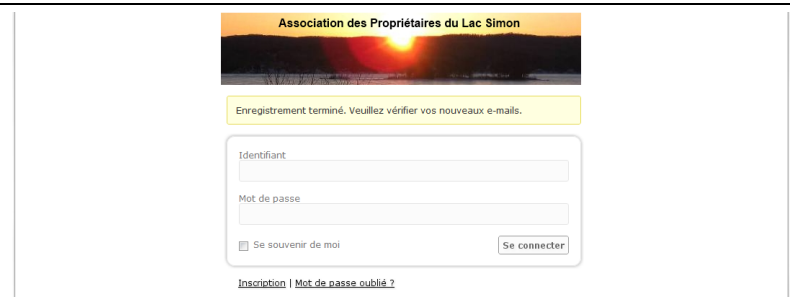 Association des Propriétaires du Lac Simon
Enregistrement terminé. Veuillez vérifier vos nouveaux e-mails.
Identifiant
Mot de passe
Se souvenir de moi
Se connecter
Inscription | Mot de passe oublié ?